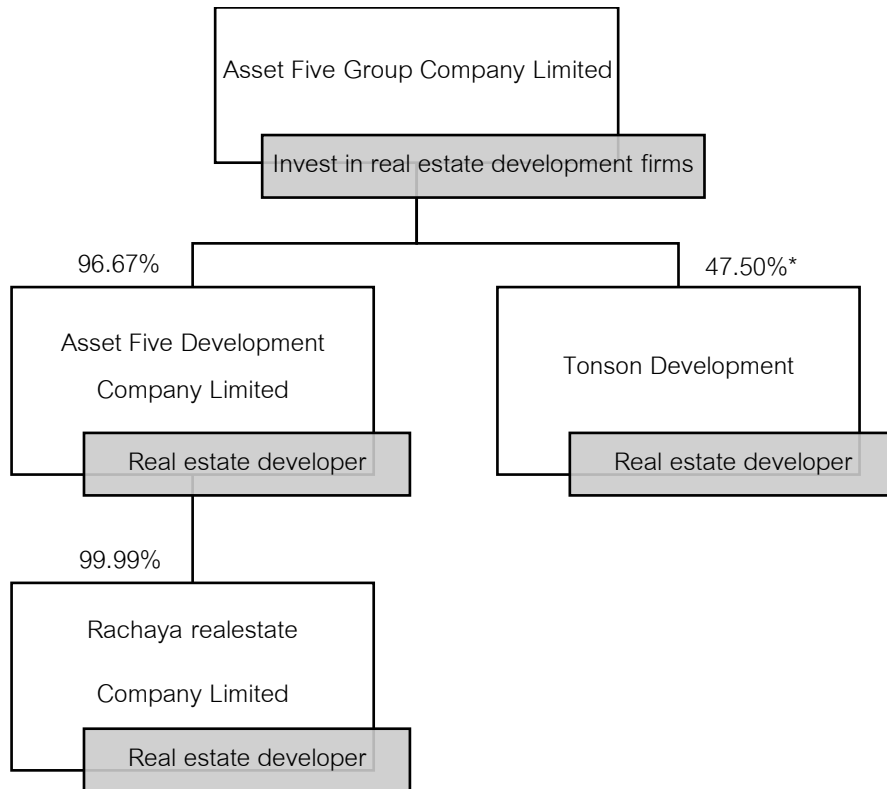 Asset Five Group Company Limited
Invest in real estate development firms
96.67%
47.50%*
Asset Five Development
Company Limited
Real estate developer
Tonson Development
Real estate developer
99.99%
Rachaya realestate
Company Limited
Real estate developer